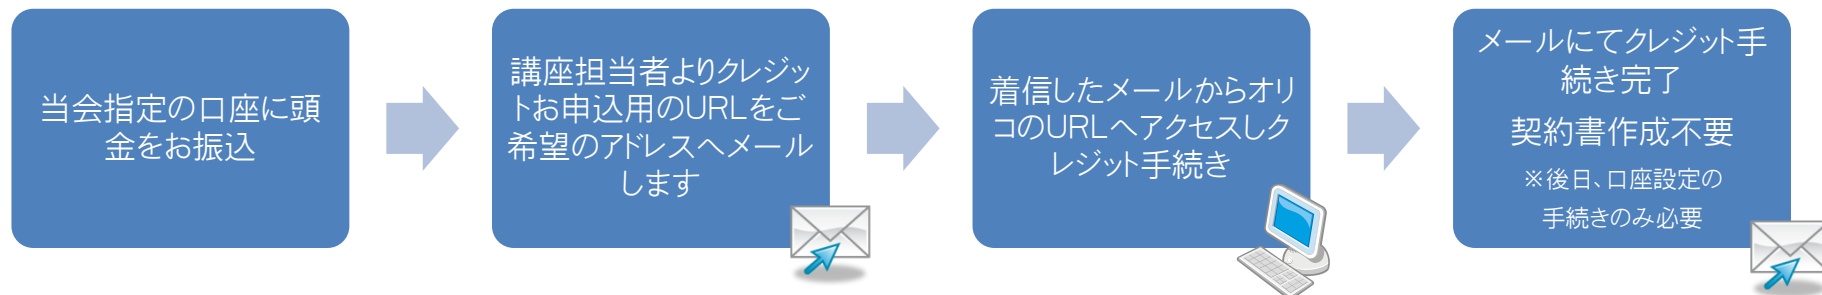 当会指定の口座に頭
金をお振込
講座担当者よりクレジッ
トお申込用のURLをご
希望のアドレスへメール
します
着信したメールからオリ
コのURLへアクセスしク
レジット手続き
メールにてクレジット手
続き完了
契約書作成不要
※後日、口座設定の
手続きのみ必要